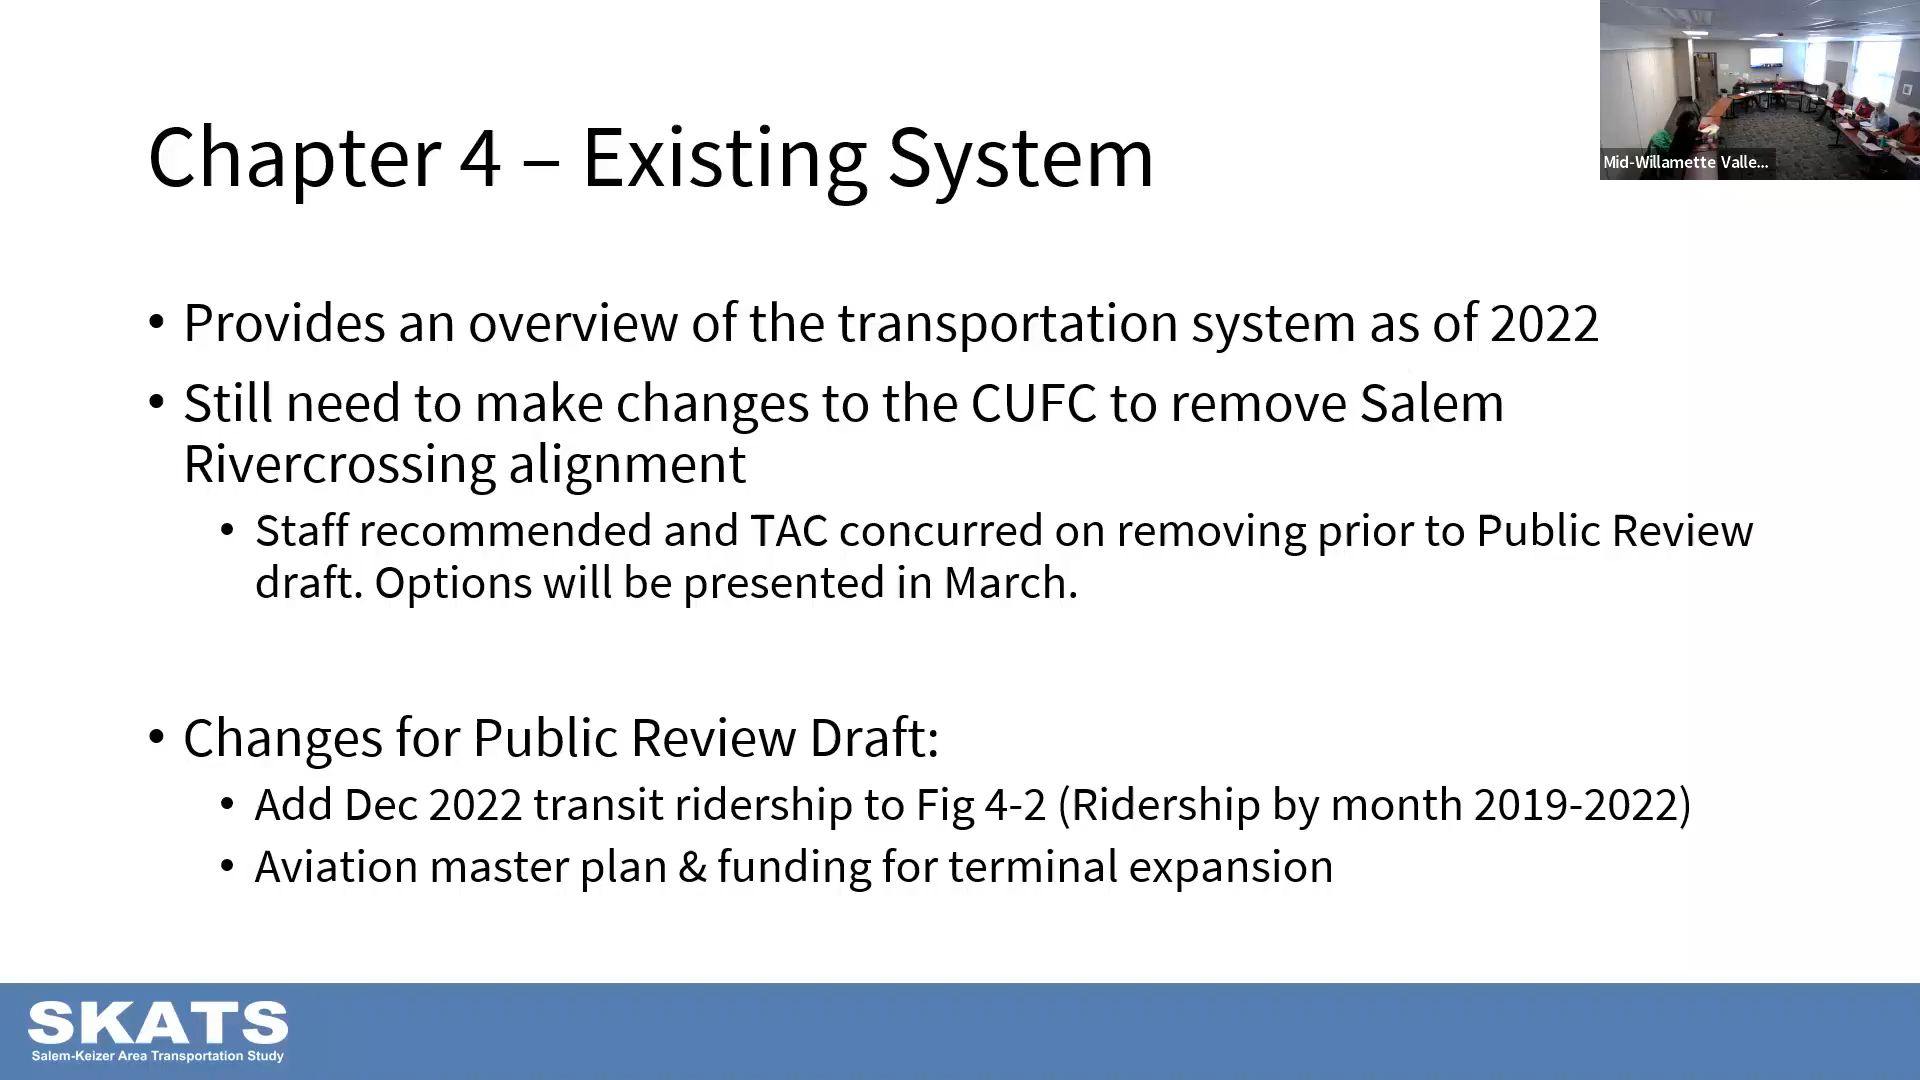 Chapter 4 – Existing System
Mid-Willamette Valle...
• Provides an overview of the transportation system as of 2022
• Still need to make changes to the CUFC to remove Salem
Rivercrossing alignment
• Staff recommended and TAC concurred on removing prior to Public Review
draft. Options will be presented in March.
• Changes for Public Review Draft:
• Add Dec 2022 transit ridership to Fig 4-2 (Ridership by month 2019-2022)
• Aviation master plan & funding for terminal expansion
SKATS
Salem-Keizer Area Transportation Study